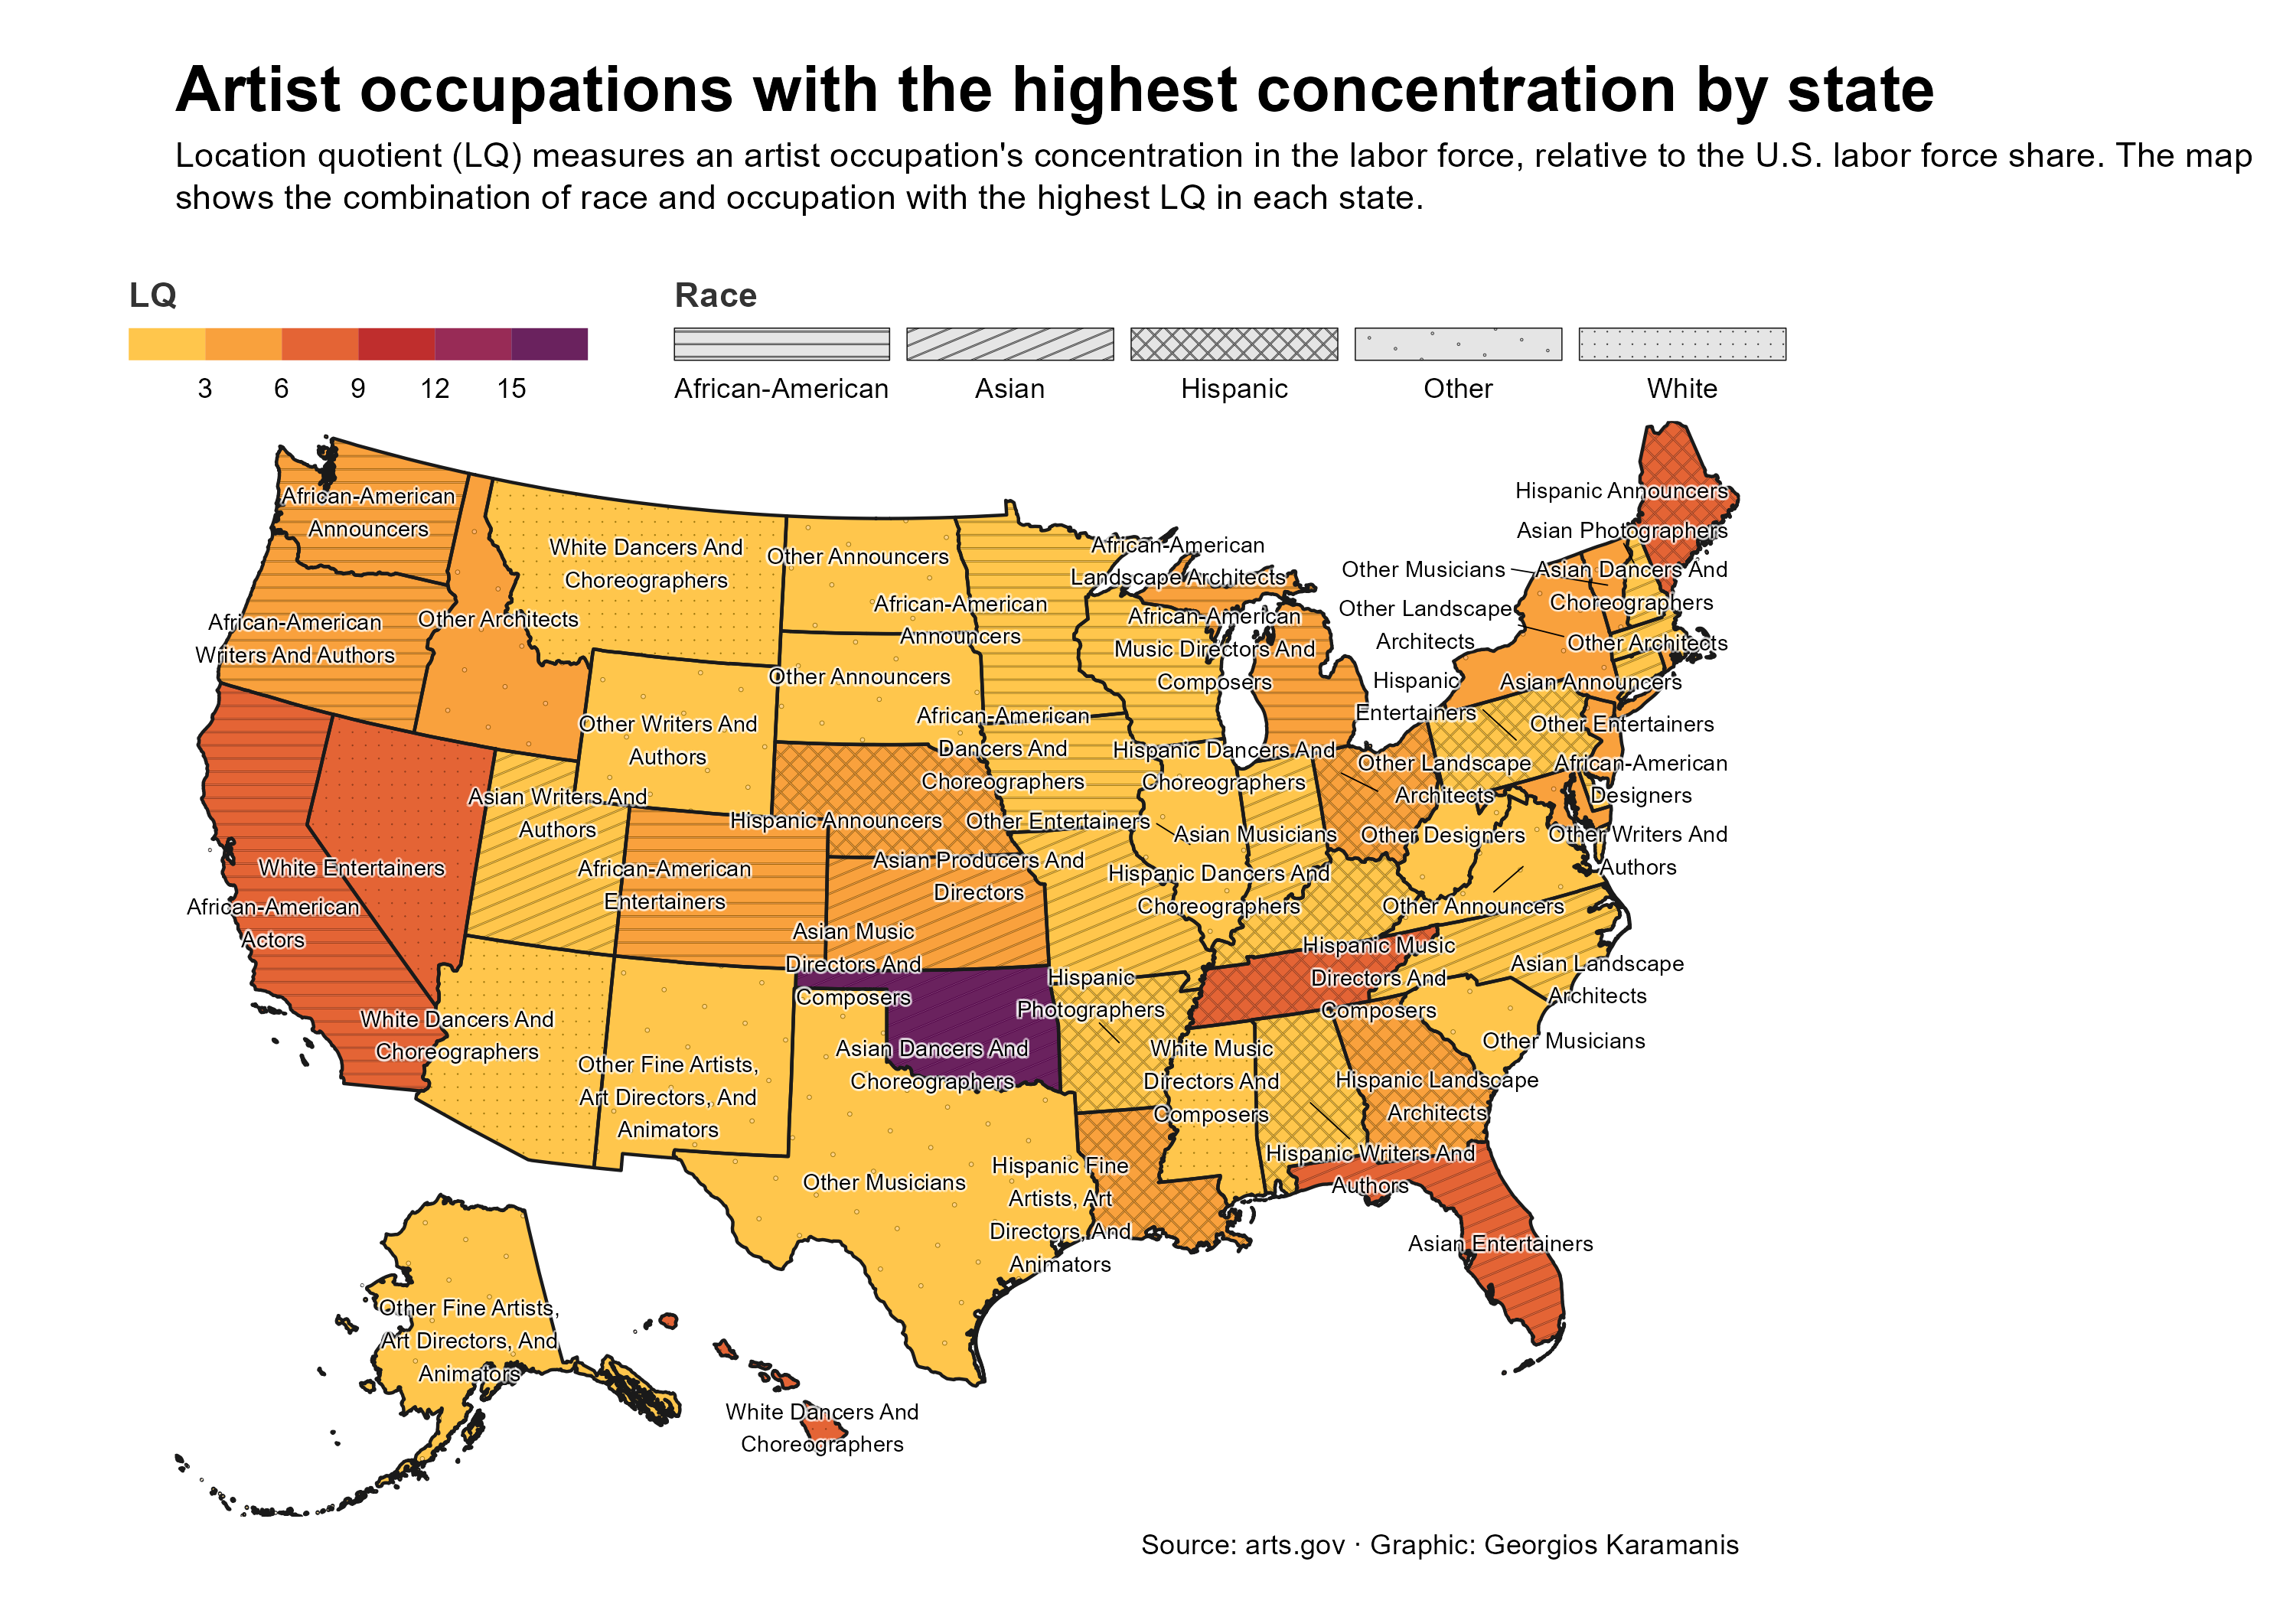 Artist occupations with the highest concentration by state
Location quotient (LQ) measures an artist occupation's concentration in the labor force, relative to the U.S. labor force share. The map
shows the combination of race and occupation with the highest LQ in each state.
LQ
3 6 9 12 15
Race
African-American Asian Hispanic Other White
African-American
Announcers
African-American
Writers And Authors
Other Architects
White Dancers And
Choreographers
Other Announcers
African-American
Announcers
Other Announcers
African-American
Landscape Architects
African-American
Music Directors And
Composers
Hispanic Announcers
Asian Photographers
Other Musicians
Asian Dancers And
Choreographers
Other Landscape
Architects
Other Architects
Hispanic
Entertainers
Asian Announcers
Other Entertainers
African-American
Designers
Other Writers And
Authors
Other Writers And
Authors
African-American
Dancers And
Choreographers
Hispanic Dancers And
Choreographers
Other Landscape
Architects
Asian Writers And
Authors
Hispanic Announcers
Other Entertainers
Asian Musicians
Other Designers
White Entertainers
African-American
Actors
African-American
Entertainers
Asian Producers And
Directors
Hispanic Dancers And
Choreographers
Other Announcers
Asian Music
Directors And
Composers
Hispanic
Photographers
Hispanic Music
Directors And
Composers
Asian Landscape
Architects
White Dancers And
Choreographers
Other Fine Artists,
Art Directors, And
Animators
Asian Dancers And
Choreographers
White Music
Directors And
Composers
Other Musicians
Hispanic Landscape
Architects
Other Musicians
Hispanic Fine
Artists, Art
Directors, And
Animators
Hispanic Writers And
Authors
Asian Entertainers
Other Fine Artists,
Art Directors, And
Animators
White Dancers And
Choreographers
Source: arts.gov · Graphic: Georgios Karamanis